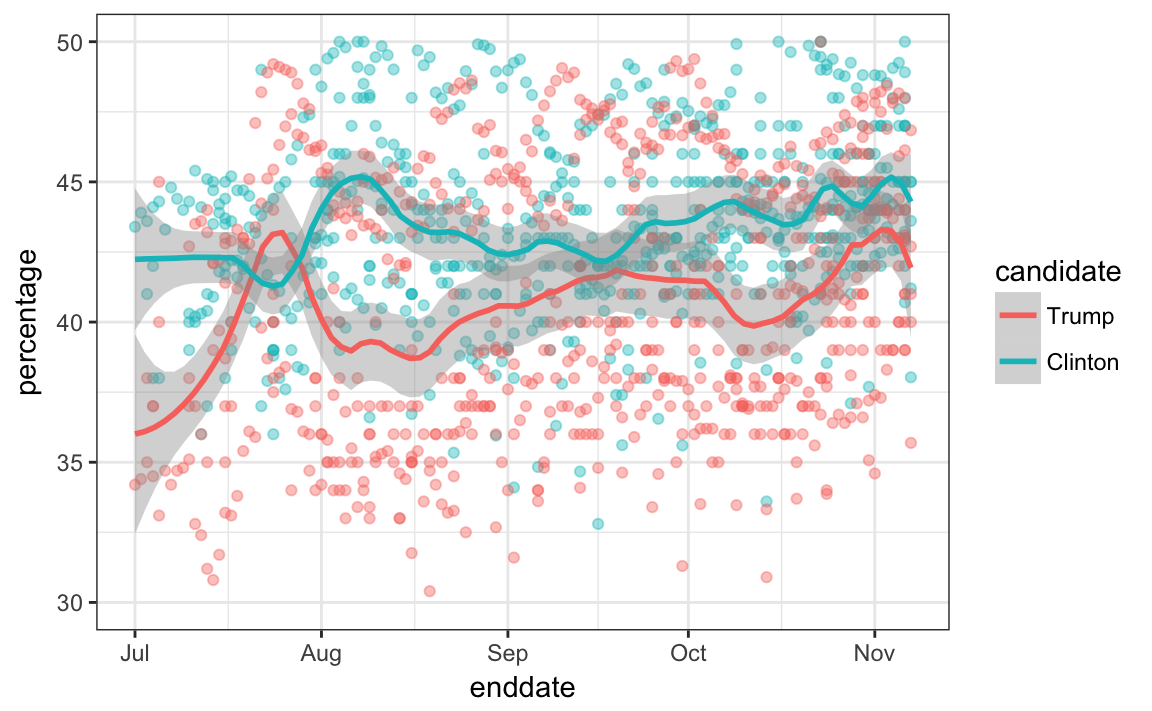 50
45
40
35
30
percentage
Jul
Aug
Sep
Oct
Nov
enddate
candidate
Trump
Clinton